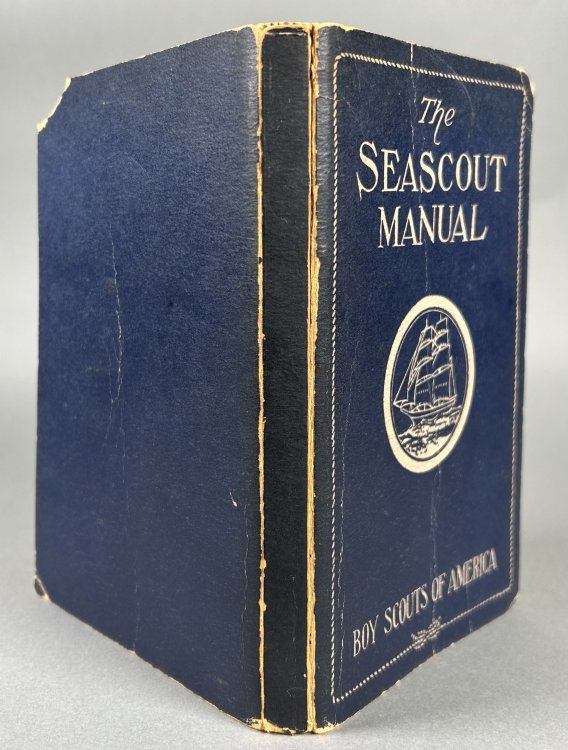 The
SEASCOUT
MANUAL
BOY SCOUTS OF AMERICA